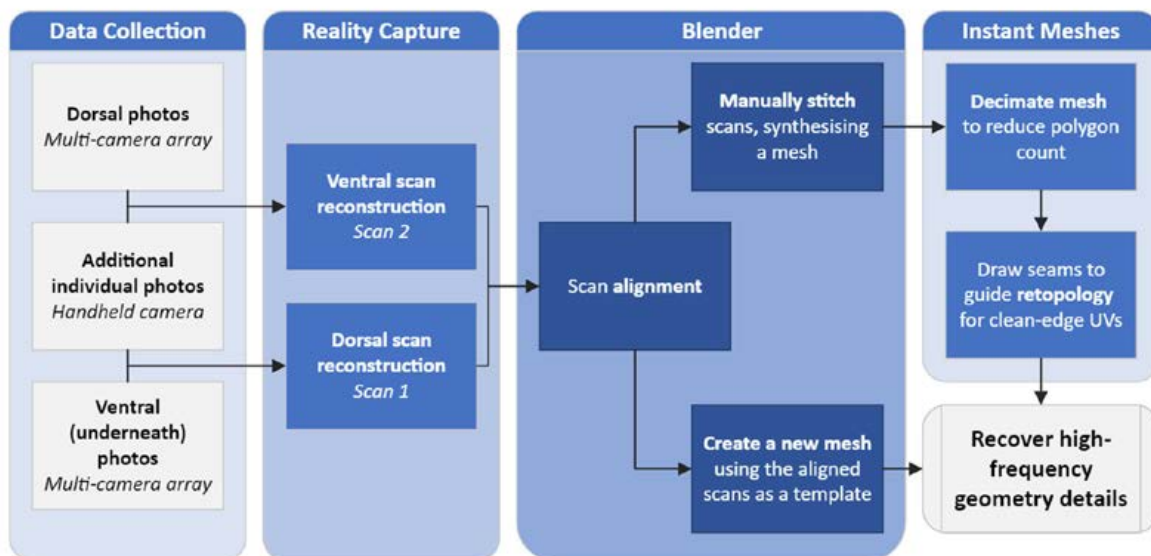 Data Collection
Dorsal photos
Multi-camera array
Additional
individual photos
Handheld camera
Ventral
(underneath)
photos
Multi-camera array
Reality Capture
Ventral scan
reconstruction
Scan 2
Dorsal scan
reconstruction
Scan 1
Blender
Manually stitch
scans, synthesising
a mesh
Scan alignment
Create a new mesh
using the aligned
scans as a template
Instant Meshes
Decimate mesh
to reduce polygon
count
Draw seams to
guide retopology
for clean-edge UVs
Recover high-
frequency
geometry details